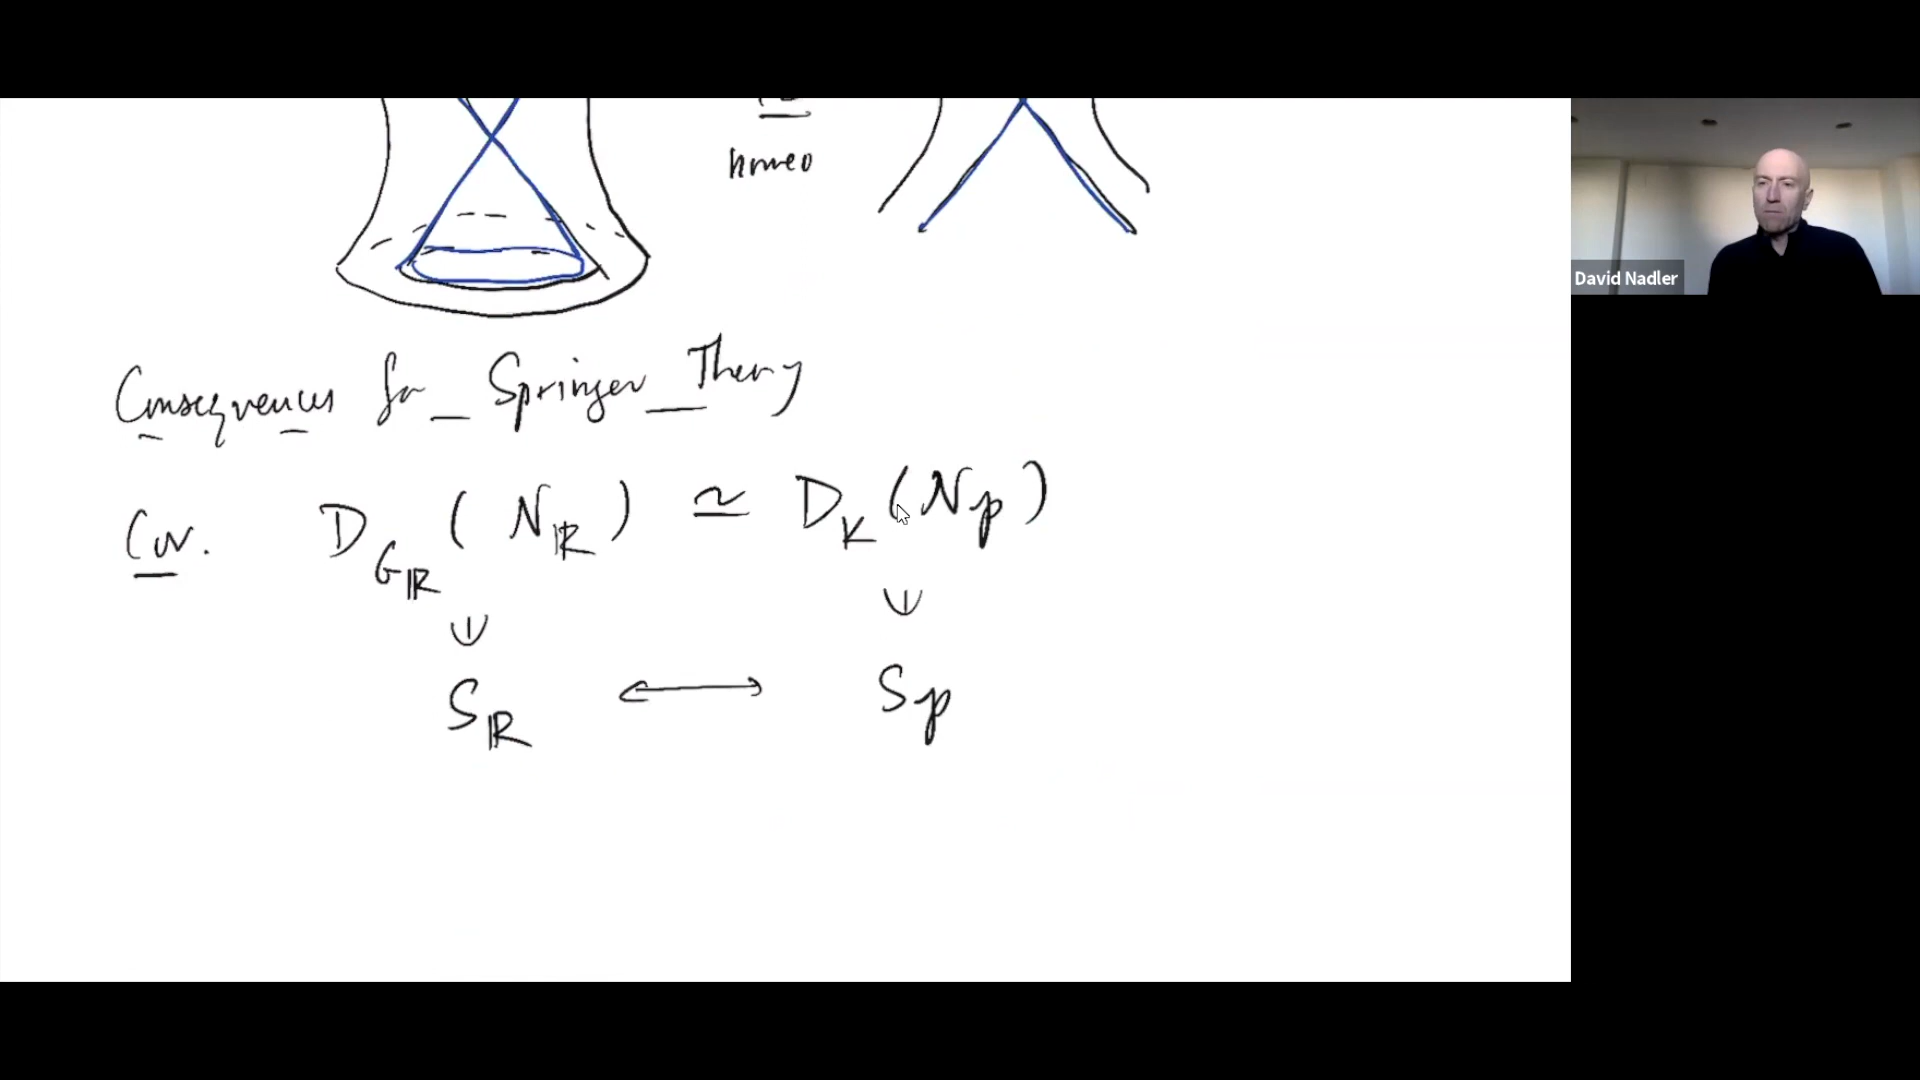 homeo
David Nadler
Consequences for Springer Theory
Cor. D_{G_ℝ} ( N_ℝ ) ≃ D_K ( N_𝔭 )
S_ℝ ⟷ S_𝔭